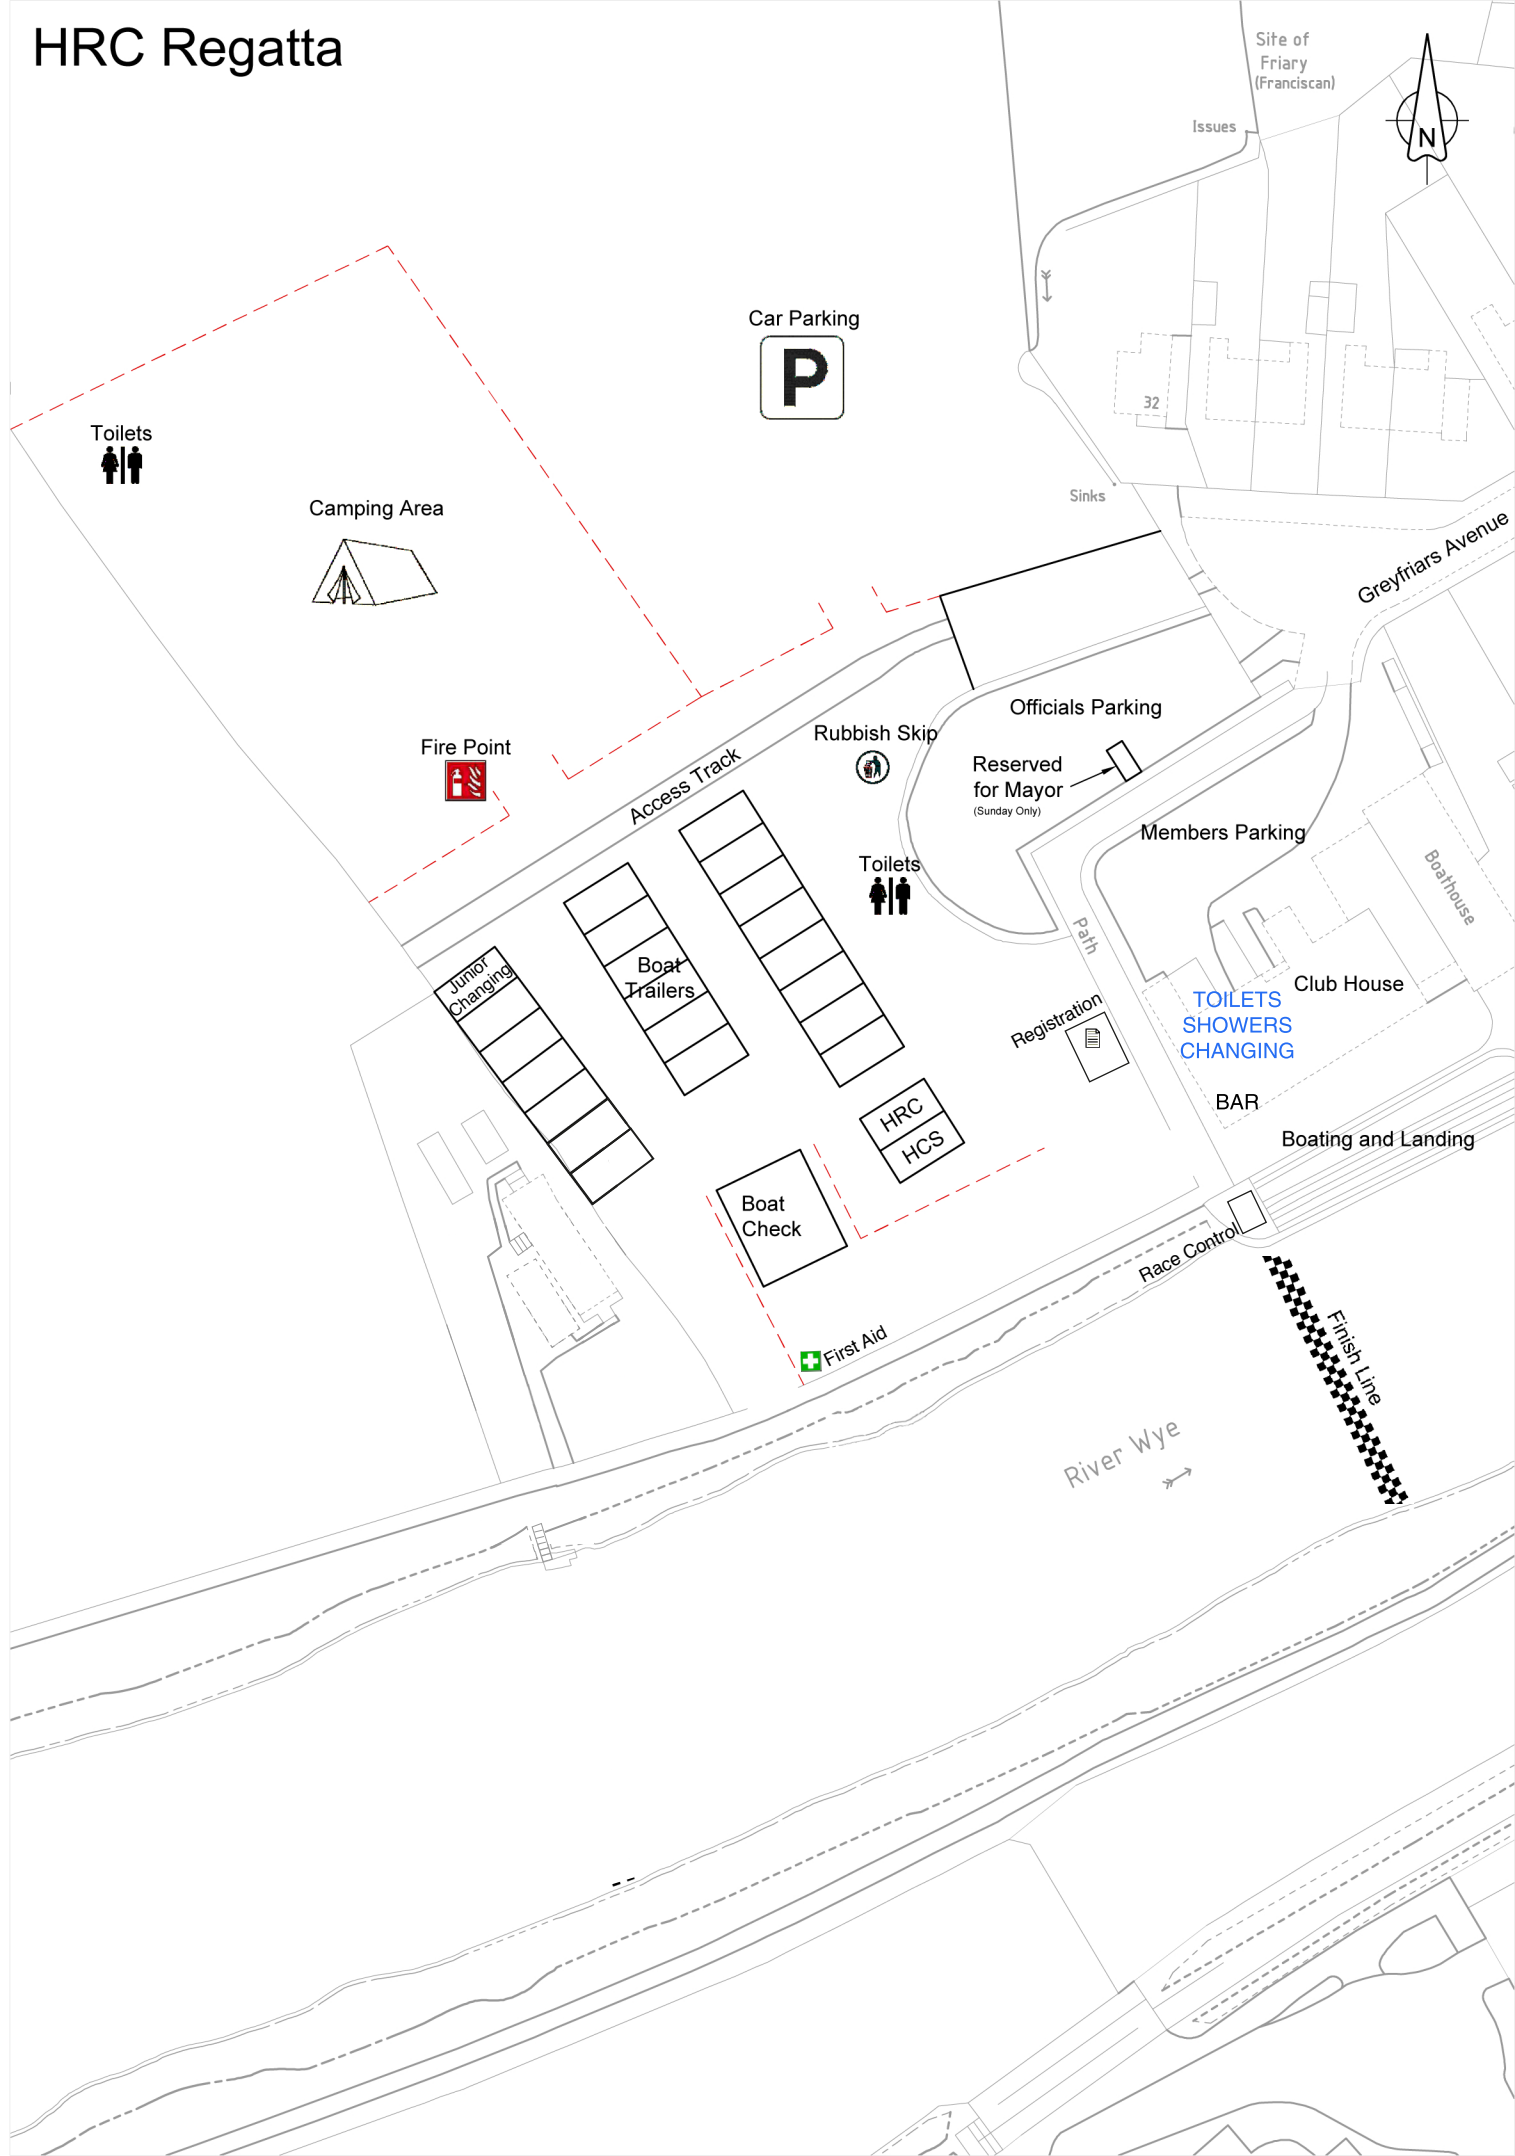 HRC Regatta
Site of
Friary
(Franciscan)
Issues
N
Car Parking
P
32
Toilets
Sinks
Camping Area
Greyfriars Avenue
Officials Parking
Rubbish Skip
Fire Point
Reserved
for Mayor
(Sunday Only)
Access Track
Members Parking
Toilets
Boathouse
Path
Junior
Changing
Boat
Trailers
Club House
TOILETS
SHOWERS
CHANGING
Registration
BAR
HRC
HCS
Boating and Landing
Boat
Check
Race Control
First Aid
Finish Line
River Wye